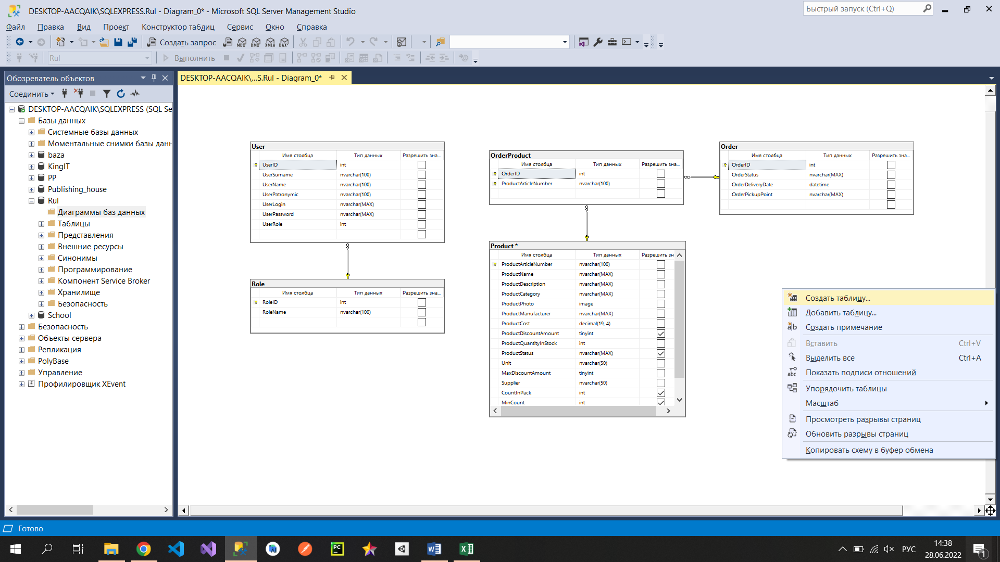 DESKTOP-AACQAIK\SQLEXPRESS.Rul - Diagram_0* - Microsoft SQL Server Management Studio
Быстрый запуск (Ctrl+Q)
Файл Правка Вид Проект Конструктор таблиц Сервис Окно Справка
Создать запрос MDX DMX XMLA DAX
Rul Выполнить
Обозреватель объектов
DESKTOP-AACQAIK\...S.Rul - Diagram_0*
Соединить
DESKTOP-AACQAIK\SQLEXPRESS (SQL Se
Базы данных
Системные базы данных
Моментальные снимки базы данн
baza
KingIT
PP
Publishing_house
Rul
Диаграммы баз данных
Таблицы
Представления
Внешние ресурсы
Синонимы
Программирование
Компонент Service Broker
Хранилище
Безопасность
School
Безопасность
Объекты сервера
Репликация
PolyBase
Управление
Профилировщик XEvent
User
Имя столбца Тип данных Разрешить зна...
UserID int
UserSurname nvarchar(100)
UserName nvarchar(100)
UserPatronymic nvarchar(100)
UserLogin nvarchar(MAX)
UserPassword nvarchar(MAX)
UserRole int
Role
Имя столбца Тип данных Разрешить зна...
RoleID int
RoleName nvarchar(100)
OrderProduct
Имя столбца Тип данных Разрешить зна...
OrderID int
ProductArticleNumber nvarchar(100)
Order
Имя столбца Тип данных Разрешить зна...
OrderID int
OrderStatus nvarchar(MAX)
OrderDeliveryDate datetime
OrderPickupPoint nvarchar(MAX)
Product *
Имя столбца Тип данных Разрешить зн
ProductArticleNumber nvarchar(100)
ProductName nvarchar(MAX)
ProductDescription nvarchar(MAX)
ProductCategory nvarchar(MAX)
ProductPhoto image
ProductManufacturer nvarchar(MAX)
ProductCost decimal(19, 4)
ProductDiscountAmount tinyint
ProductQuantityInStock int
ProductStatus nvarchar(MAX)
Unit nvarchar(50)
MaxDiscountAmount tinyint
Supplier nvarchar(50)
CountInPack int
MinCount int
Создать таблицу...
Добавить таблицу...
Создать примечание
Вставить Ctrl+V
Выделить все Ctrl+A
Показать подписи отношений
Упорядочить таблицы
Масштаб
Просмотреть разрывы страниц
Обновить разрывы страниц
Копировать схему в буфер обмена
Готово
РУС
14:38
28.06.2022
1